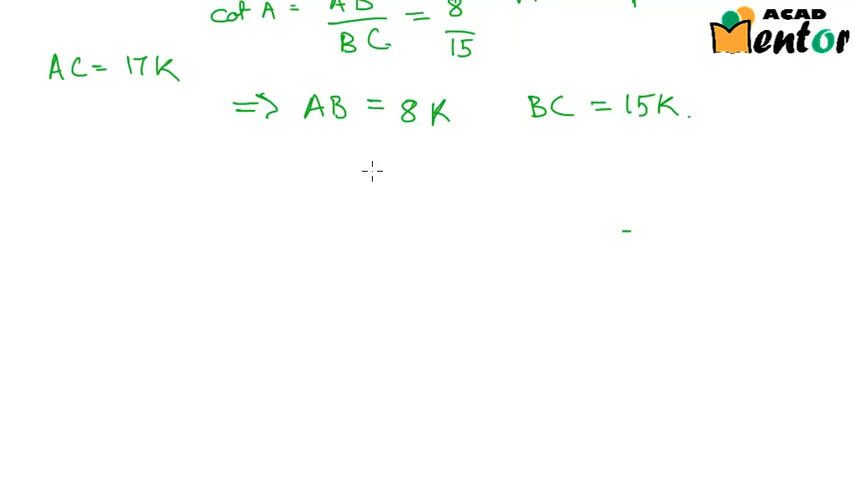 cot A = AB / BC = 8 / 15
ACAD
Mentor
AC = 17K
⇒ AB = 8K BC = 15K.